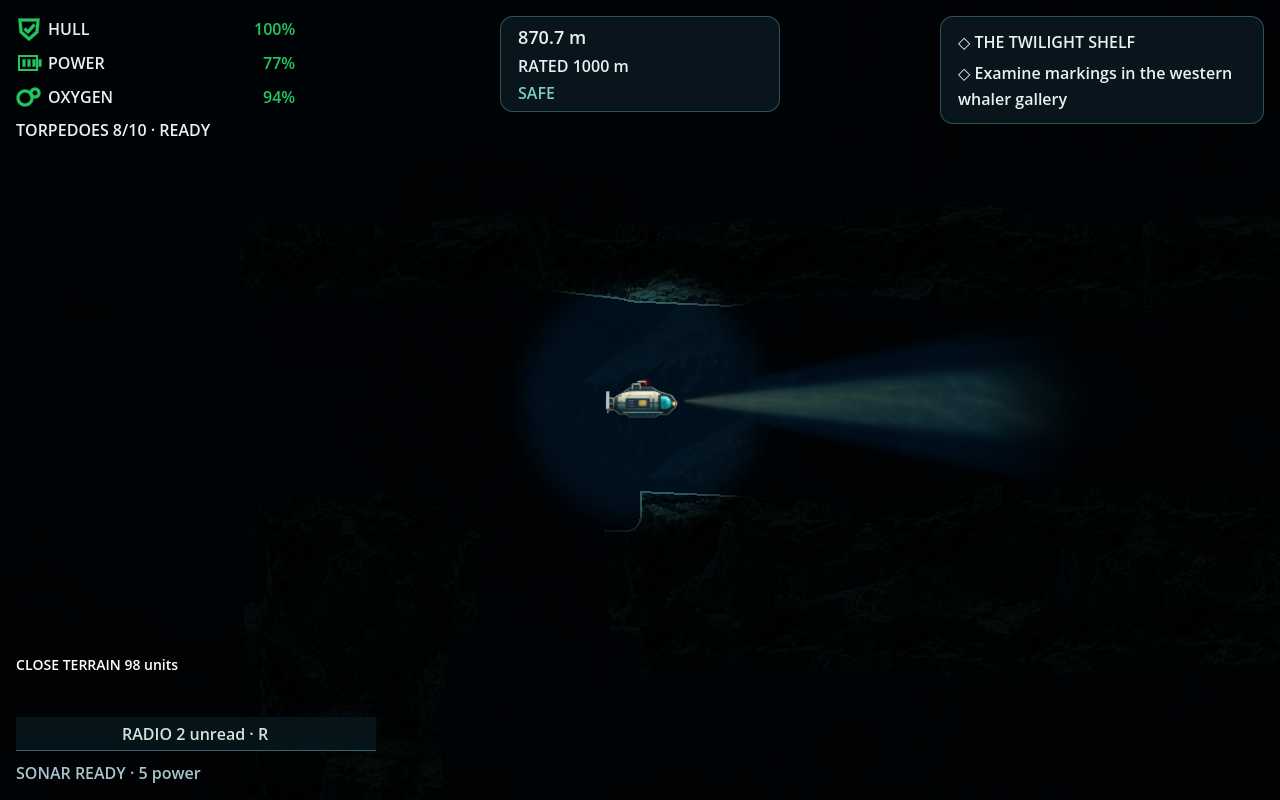 HULL 100%
POWER 77%
OXYGEN 94%
TORPEDOES 8/10 · READY
870.7 m
RATED 1000 m
SAFE
◇ THE TWILIGHT SHELF
◇ Examine markings in the western
whaler gallery
CLOSE TERRAIN 98 units
RADIO 2 unread · R
SONAR READY · 5 power